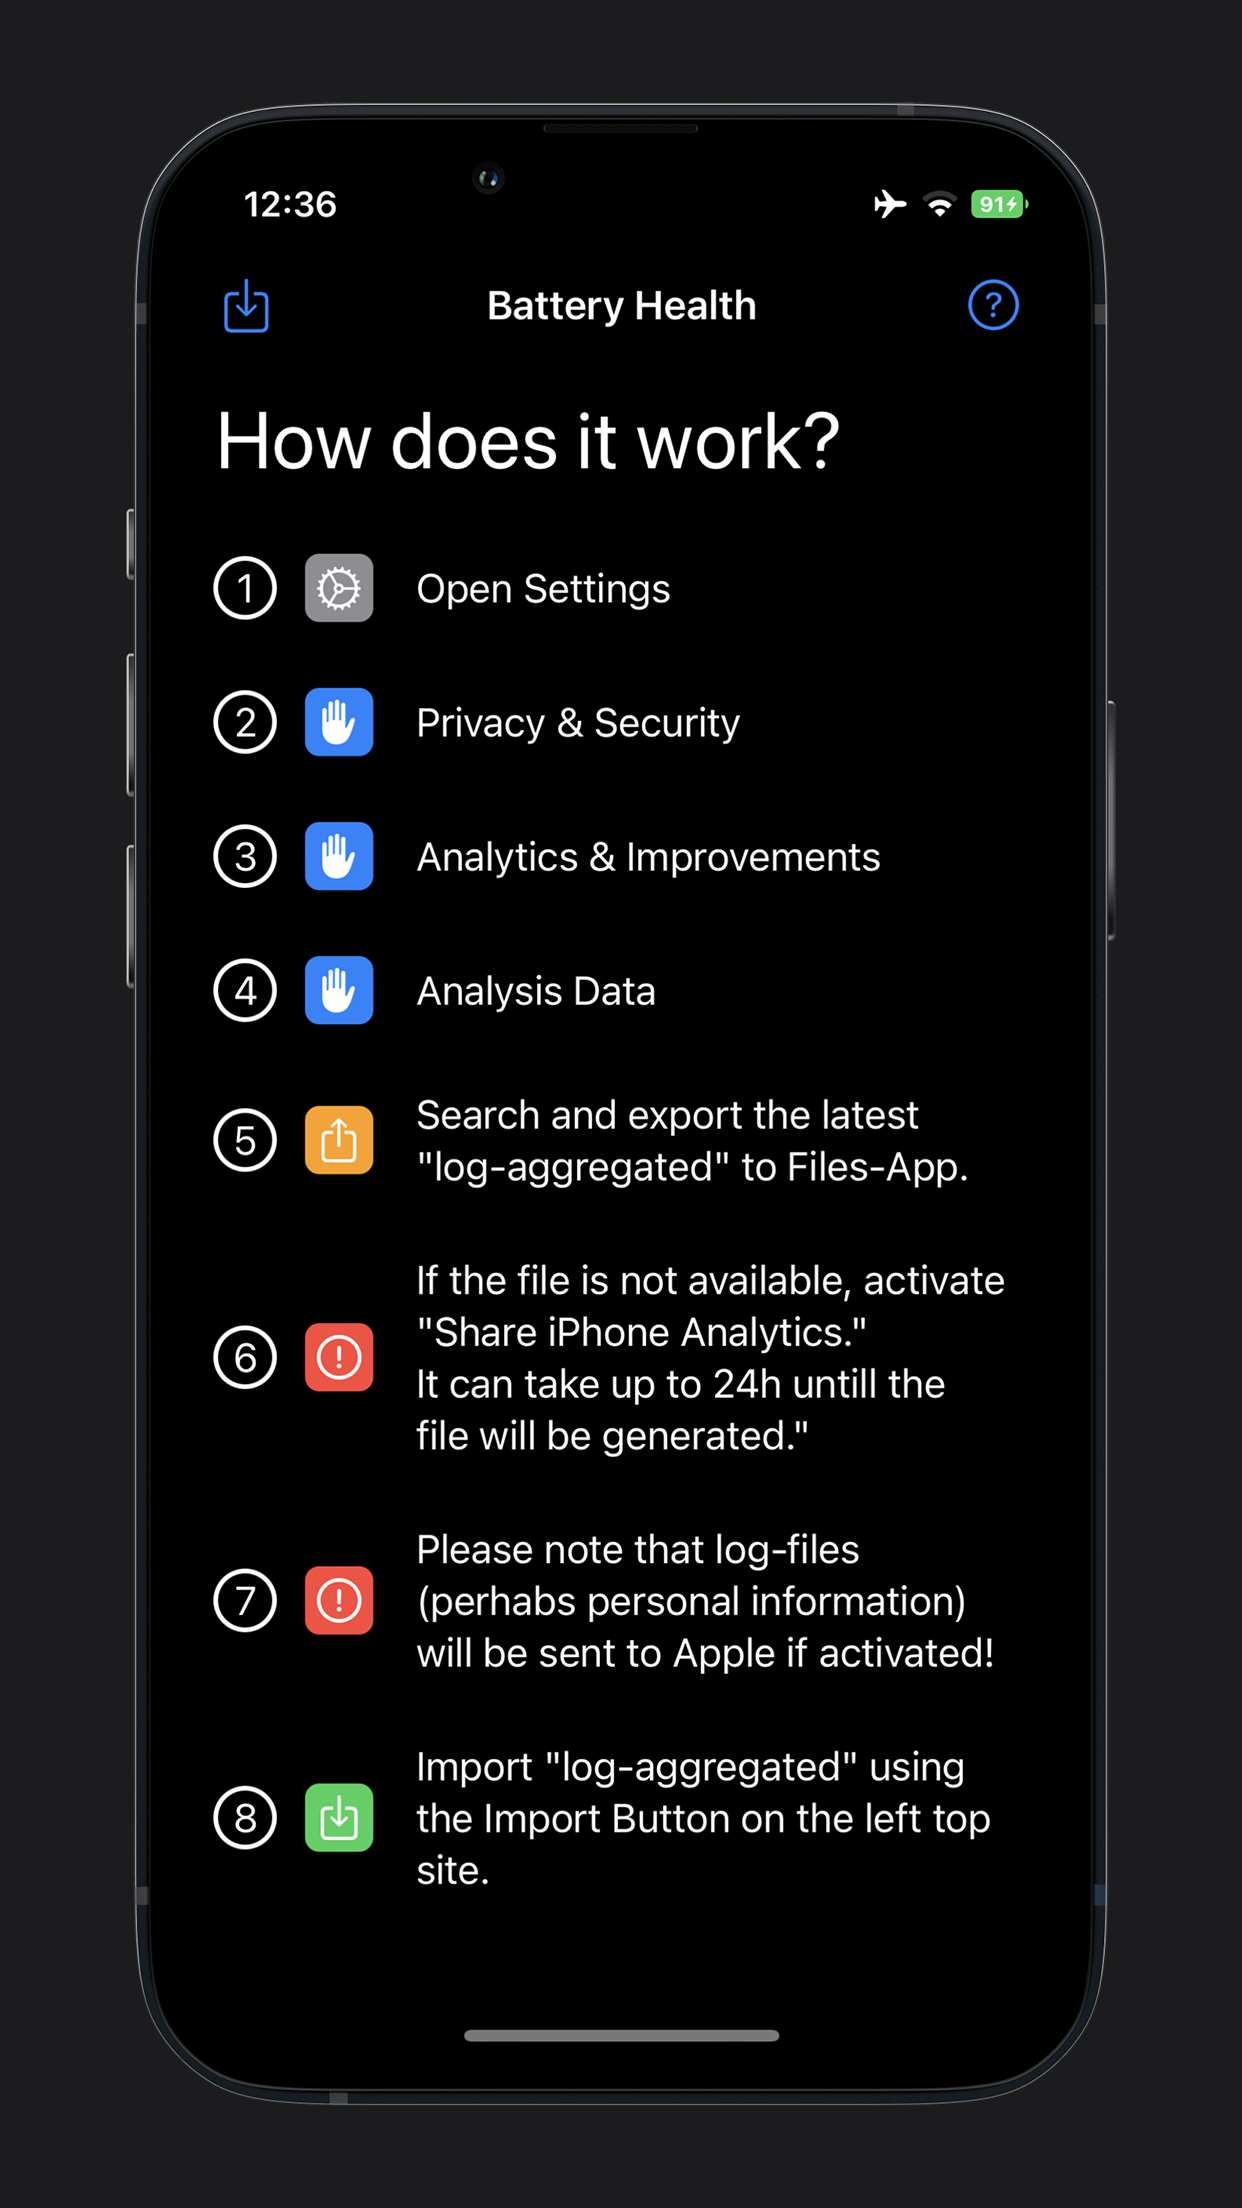 12:36
91
Battery Health
?
How does it work?
1 Open Settings
2 Privacy & Security
3 Analytics & Improvements
4 Analysis Data
5 Search and export the latest
"log-aggregated" to Files-App.
6 If the file is not available, activate
"Share iPhone Analytics."
It can take up to 24h untill the
file will be generated."
7 Please note that log-files
(perhabs personal information)
will be sent to Apple if activated!
8 Import "log-aggregated" using
the Import Button on the left top
site.